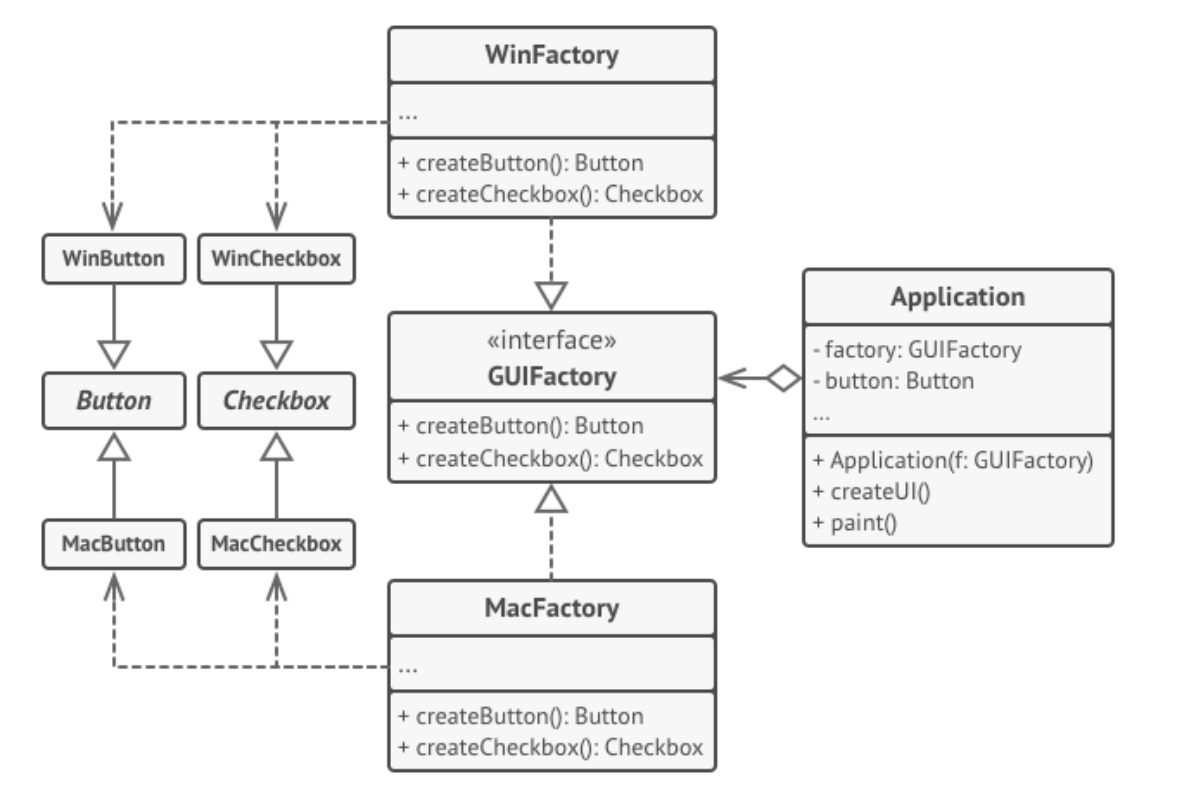 WinFactory
...
+ createButton(): Button
+ createCheckbox(): Checkbox
WinButton
WinCheckbox
Button
Checkbox
MacButton
MacCheckbox
«interface»
GUIFactory
+ createButton(): Button
+ createCheckbox(): Checkbox
Application
- factory: GUIFactory
- button: Button
...
+ Application(f: GUIFactory)
+ createUI()
+ paint()
MacFactory
...
+ createButton(): Button
+ createCheckbox(): Checkbox